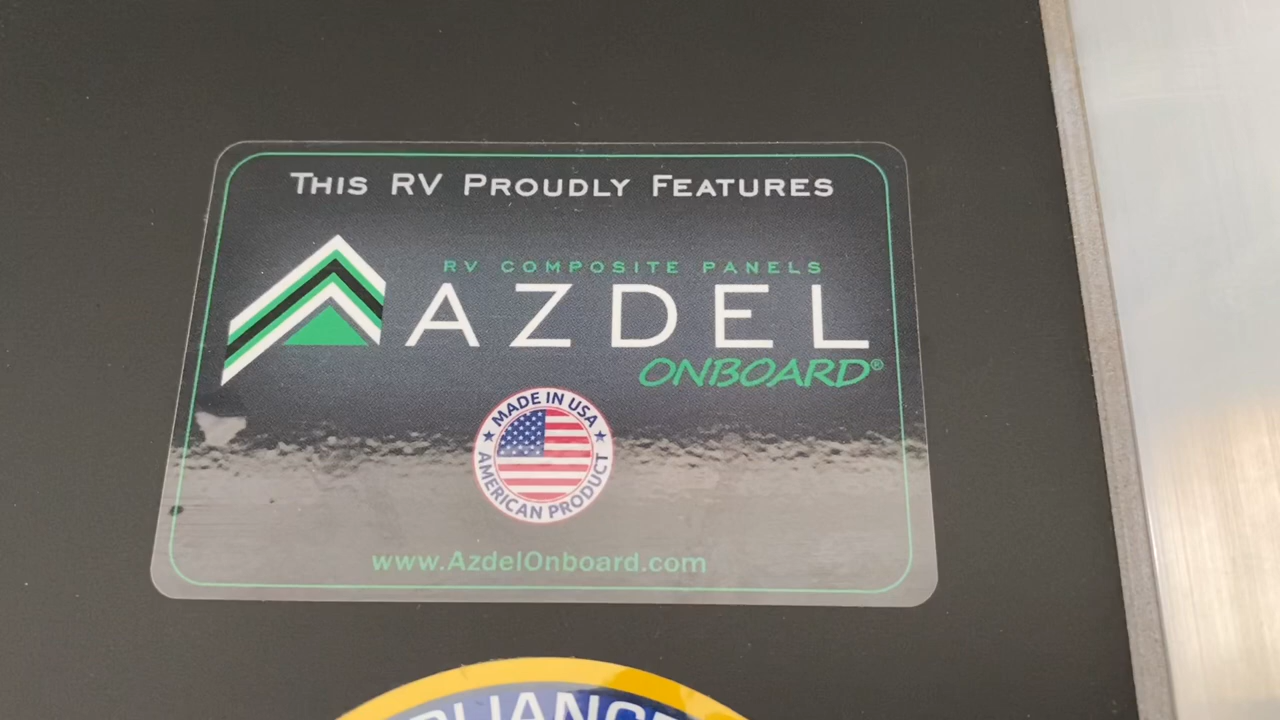 THIS RV PROUDLY FEATURES
RV COMPOSITE PANELS
AZDEL
ONBOARD®
MADE IN USA
AMERICAN PRODUCT
www.AzdelOnboard.com